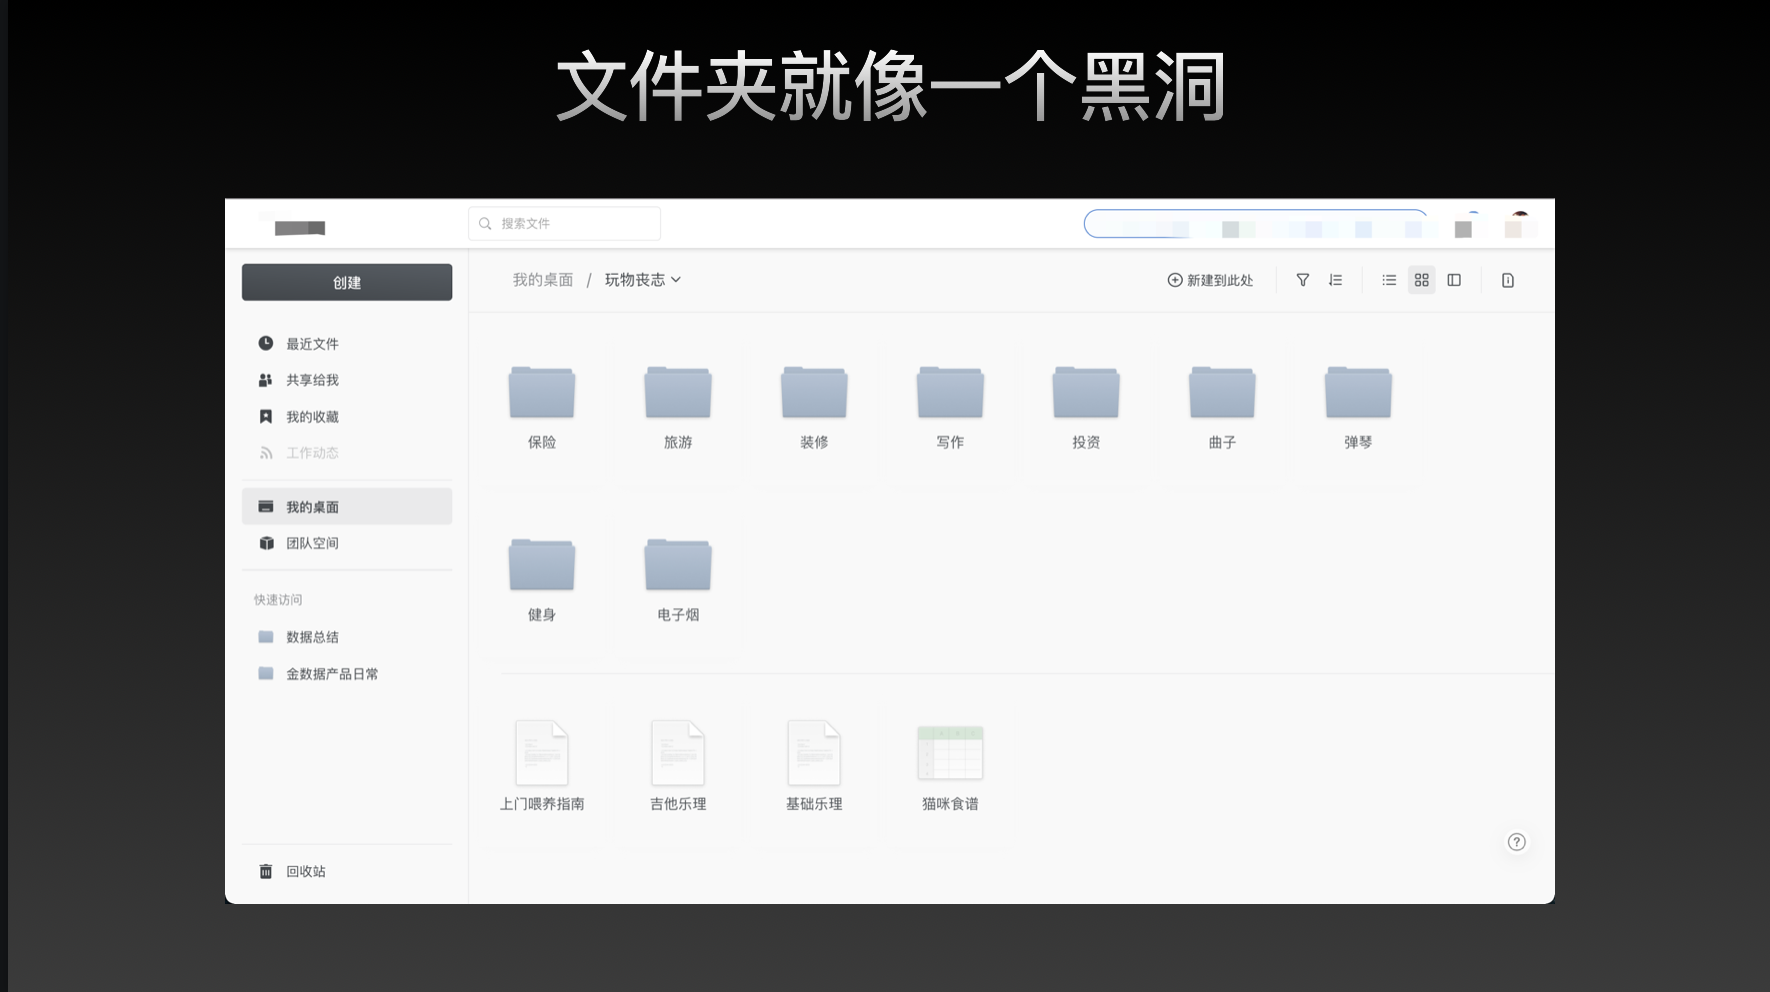 文件夹就像一个黑洞
搜索文件
创建
我的桌面 / 玩物丧志
新建到此处
最近文件
共享给我
我的收藏
工作动态
我的桌面
团队空间
快速访问
数据总结
金数据产品日常
回收站
保险 旅游 装修 写作 投资 曲子 弹琴
健身 电子烟
上门喂养指南 吉他乐理 基础乐理 猫咪食谱